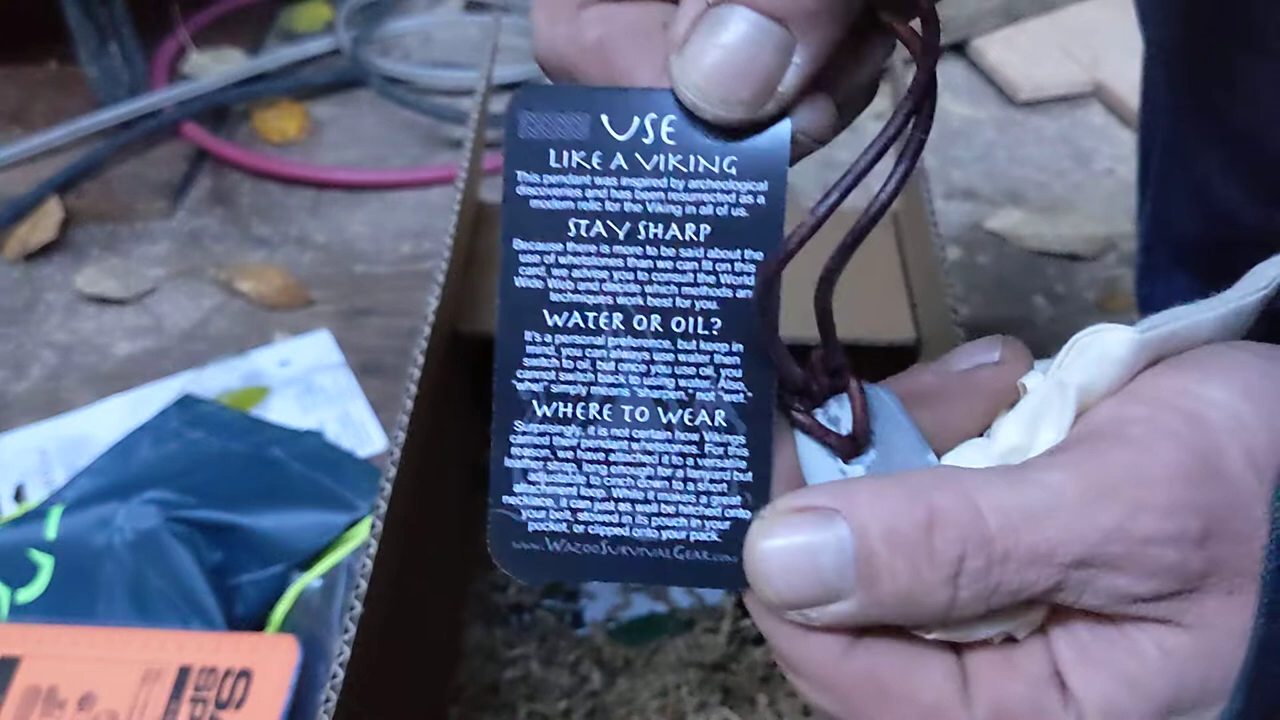 USE
LIKE A VIKING
This pendant was inspired by archeological
discoveries and has been resurrected as a
modern relic for the Viking in all of us.
STAY SHARP
Because there is more to be said about the
use of whetstones than we can fit on this
card, we advise you to consult the World
Wide Web and decide which methods an
techniques work best for you.
WATER OR OIL?
It's a personal preference, but keep in
mind, you can always use water then
switch to oil, but once you use oil, you
cannot switch back to using water. Also,
"whet" simply means "sharpen," not "wet."
WHERE TO WEAR
Surprisingly, it is not certain how Vikings
carried their pendant whetstones. For this
reason, we have attached it to a versatile
strap, long enough for a lanyard but
adjustable to cinch down to a short
attachment loop. While it makes a great
necklace, it can just as well be hitched onto
your belt, stowed in its pouch in your
pocket, or clipped onto your pack.
www.WazooSurvivalGear.com